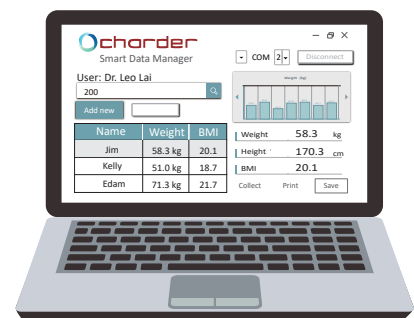 charder
Smart Data Manager
COM 2 Disconnect
User: Dr. Leo Lai
200
Add new
Weight (kg)
Name Weight BMI
Jim 58.3 kg 20.1
Kelly 51.0 kg 18.7
Edam 71.3 kg 21.7
Weight 58.3 kg
Height 170.3 cm
BMI 20.1
Collect Print Save